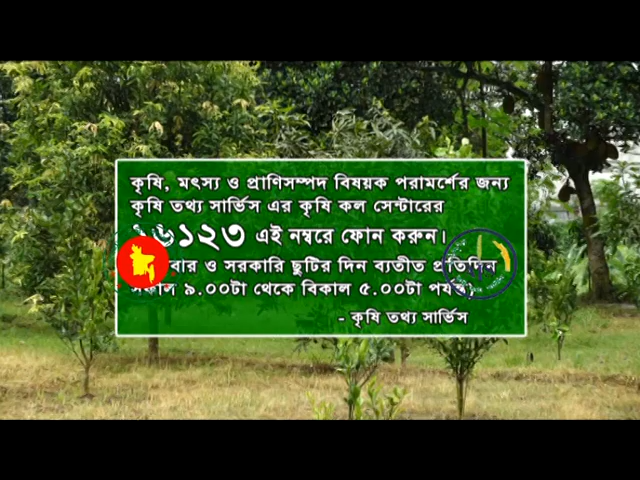 কৃষি, মৎস্য ও প্রাণিসম্পদ বিষয়ক পরামর্শের জন্য
কৃষি তথ্য সার্ভিস এর কৃষি কল সেন্টারের
১৬১২৩ এই নম্বরে ফোন করুন।
ও সরকারি ছুটির দিন ব্যতীত প্রতিদিন
সকাল ৯.০০টা থেকে বিকাল ৫.০০টা পর্যন্ত
- কৃষি তথ্য সার্ভিস